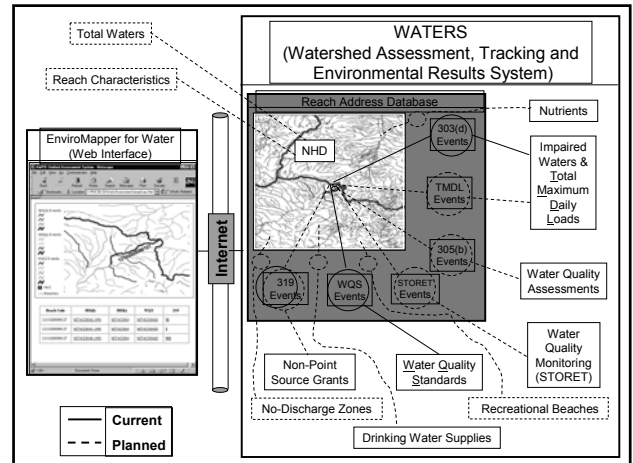 Total Waters
Reach Characteristics
WATERS
(Watershed Assessment, Tracking and
Environmental Results System)
Reach Address Database
EnviroMapper for Water
(Web Interface)
Internet
NHD
303(d)
Events
TMDL
Events
305(b)
Events
319
Events
WQS
Events
STORET
Events
Nutrients
Impaired
Waters &
Total
Maximum
Daily
Loads
Water Quality
Assessments
Water
Quality
Monitoring
(STORET)
Non-Point
Source Grants
Water Quality
Standards
No-Discharge Zones
Recreational Beaches
Drinking Water Supplies
Current
Planned